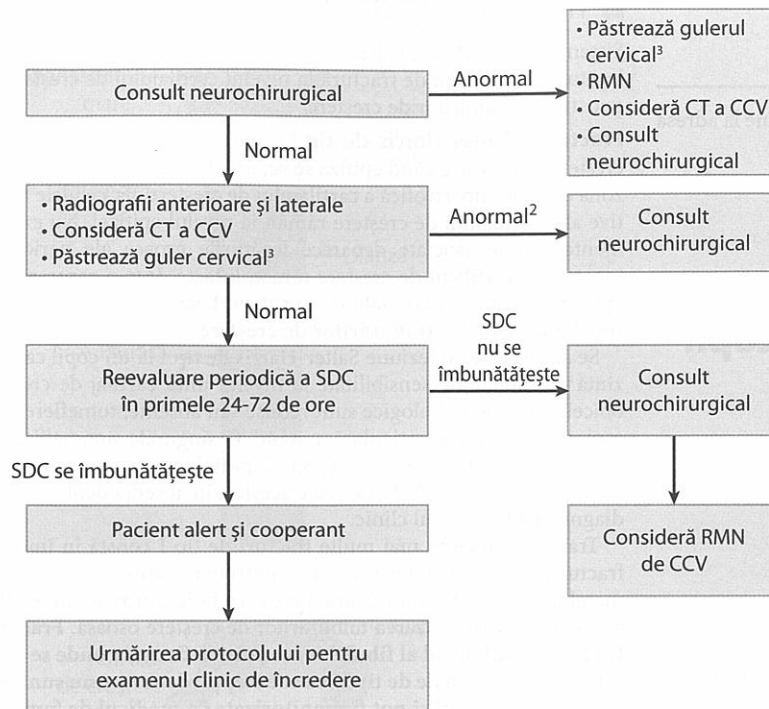 Consult neurochirurgical
Anormal
• Păstrează gulerul
cervical³
• RMN
• Consideră CT a CCV
• Consult
neurochirurgical
Normal
• Radiografii anterioare și laterale
• Consideră CT a CCV
• Păstrează guler cervical³
Anormal²
Consult
neurochirurgical
Normal
Reevaluare periodică a SDC
în primele 24-72 de ore
SDC
nu se
îmbunătățește
Consult
neurochirurgical
SDC se îmbunătățește
Pacient alert și cooperant
Consideră RMN
de CCV
Urmărirea protocolului pentru
examenul clinic de încredere